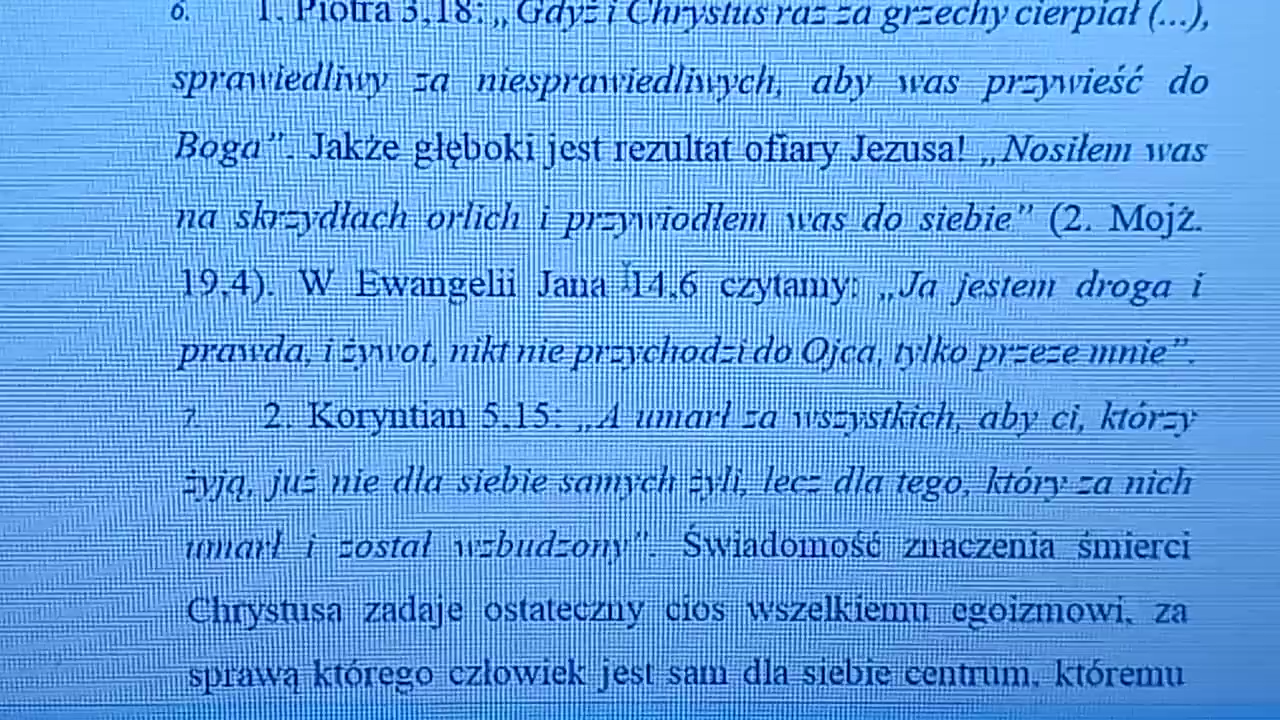 6. 1. Piotra 3,18: „Gdyż i Chrystus raz za grzechy cierpiał (...),
sprawiedliwy za niesprawiedliwych, aby was przywieść do
Boga”. Jakże głęboki jest rezultat ofiary Jezusa! „Nosiłem was
na skrzydłach orlich i przywiodłem was do siebie” (2. Mojż.
19,4). W Ewangelii Jana 14,6 czytamy: „Ja jestem droga i
prawda, i żywot, nikt nie przychodzi do Ojca, tylko przeze mnie”.
7. 2. Koryntian 5,15: „A umarł za wszystkich, aby ci, którzy
żyją, już nie dla siebie samych żyli, lecz dla tego, który za nich
umarł i został wzbudzony”. Świadomość znaczenia śmierci
Chrystusa zadaje ostateczny cios wszelkiemu egoizmowi, za
sprawą którego człowiek jest sam dla siebie centrum, któremu